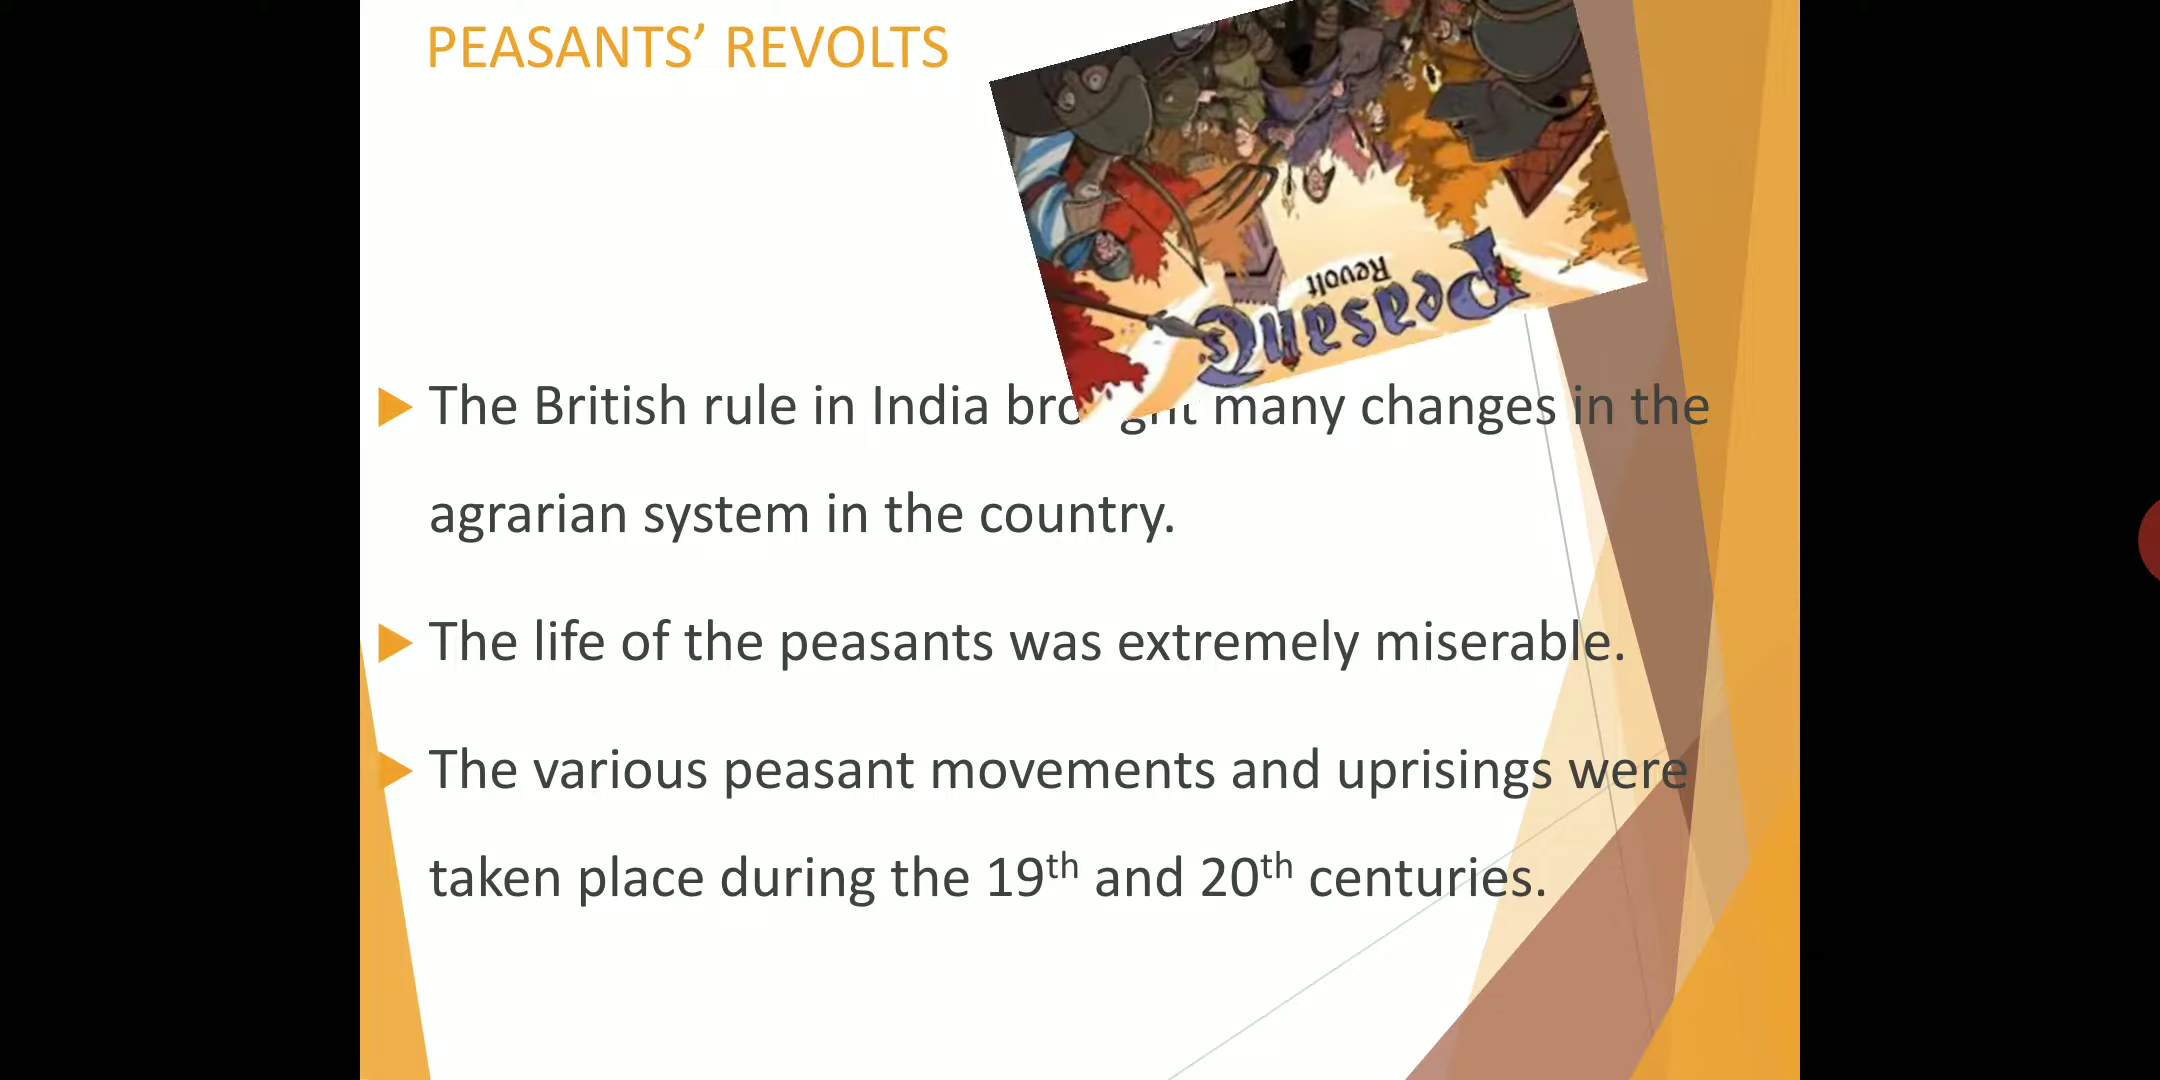 PEASANTS’ REVOLTS
Peasant
Revolt
The British rule in India many changes in the
agrarian system in the country.
The life of the peasants was extremely miserable.
The various peasant movements and uprisings were
taken place during the 19th and 20th centuries.